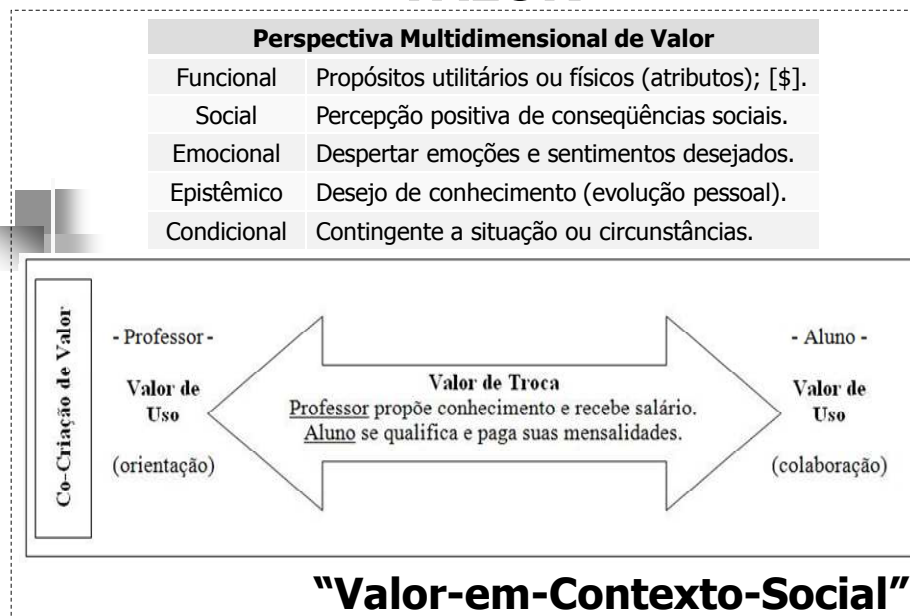 Perspectiva Multidimensional de Valor
Funcional Propósitos utilitários ou físicos (atributos); [$].
Social Percepção positiva de conseqüências sociais.
Emocional Despertar emoções e sentimentos desejados.
Epistêmico Desejo de conhecimento (evolução pessoal).
Condicional Contingente a situação ou circunstâncias.
Co-Criação de Valor
- Professor -
Valor de
Uso
(orientação)
Valor de Troca
Professor propõe conhecimento e recebe salário.
Aluno se qualifica e paga suas mensalidades.
- Aluno -
Valor de
Uso
(colaboração)
“Valor-em-Contexto-Social”